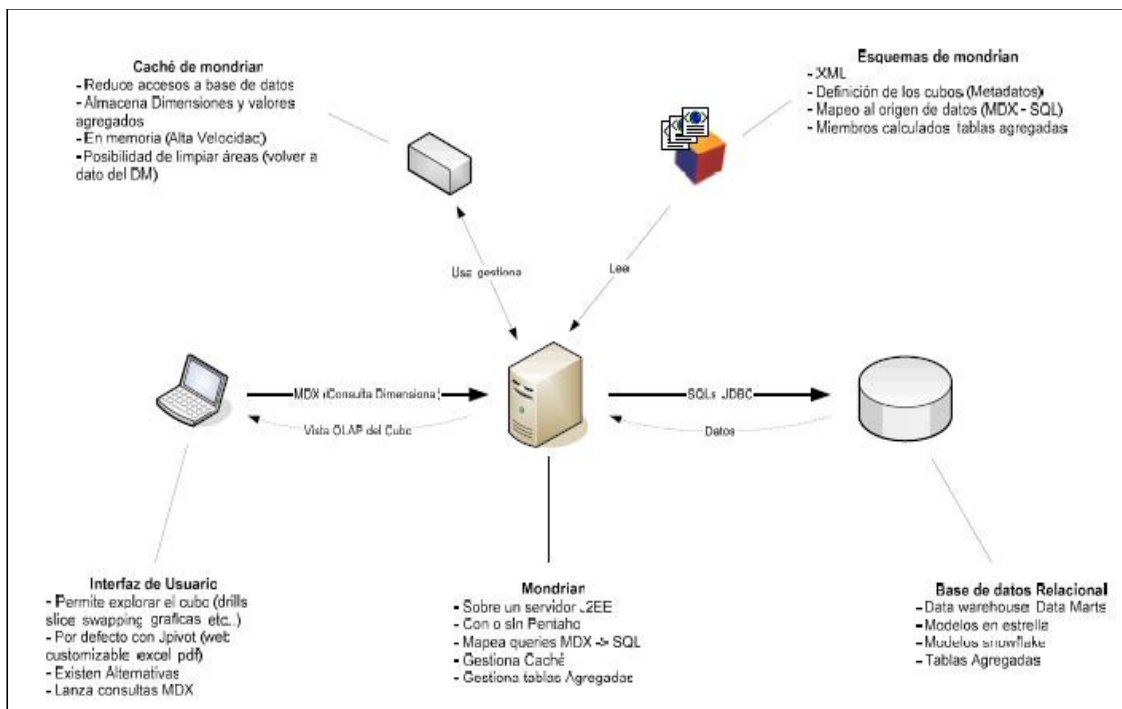 Caché de mondrian
- Reduce accesos a base de datos
- Almacena Dimensiones y valores
agregados
- En memoria (Alta Velocidad)
- Posibilidad de limpiar áreas (volver a
dato del DM)
Esquemas de mondrian
- XML
- Definición de los cubos (Metadatos)
- Mapeo al origen de datos (MDX - SQL)
- Miembros calculados tablas agregadas
Usa gestiona
Lee
MDX (Consulta Dimensional)
Vista OLAP del Cubo
SQLs JDBC
Datos
Interfaz de Usuario
- Permite explorar el cubo (drills
slice swapping graficas etc..)
- Por defecto con Jpivot (web
customizable excel pdf)
- Existen Alternativas
- Lanza consultas MDX
Mondrian
- Sobre un servidor J2EE
- Con o sin Pentaho
- Mapea queries MDX -> SQL
- Gestiona Caché
- Gestiona tablas Agregadas
Base de datos Relacional
- Data warehouse Data Marts
- Modelos en estrella
- Modelos snowflake
- Tablas Agregadas